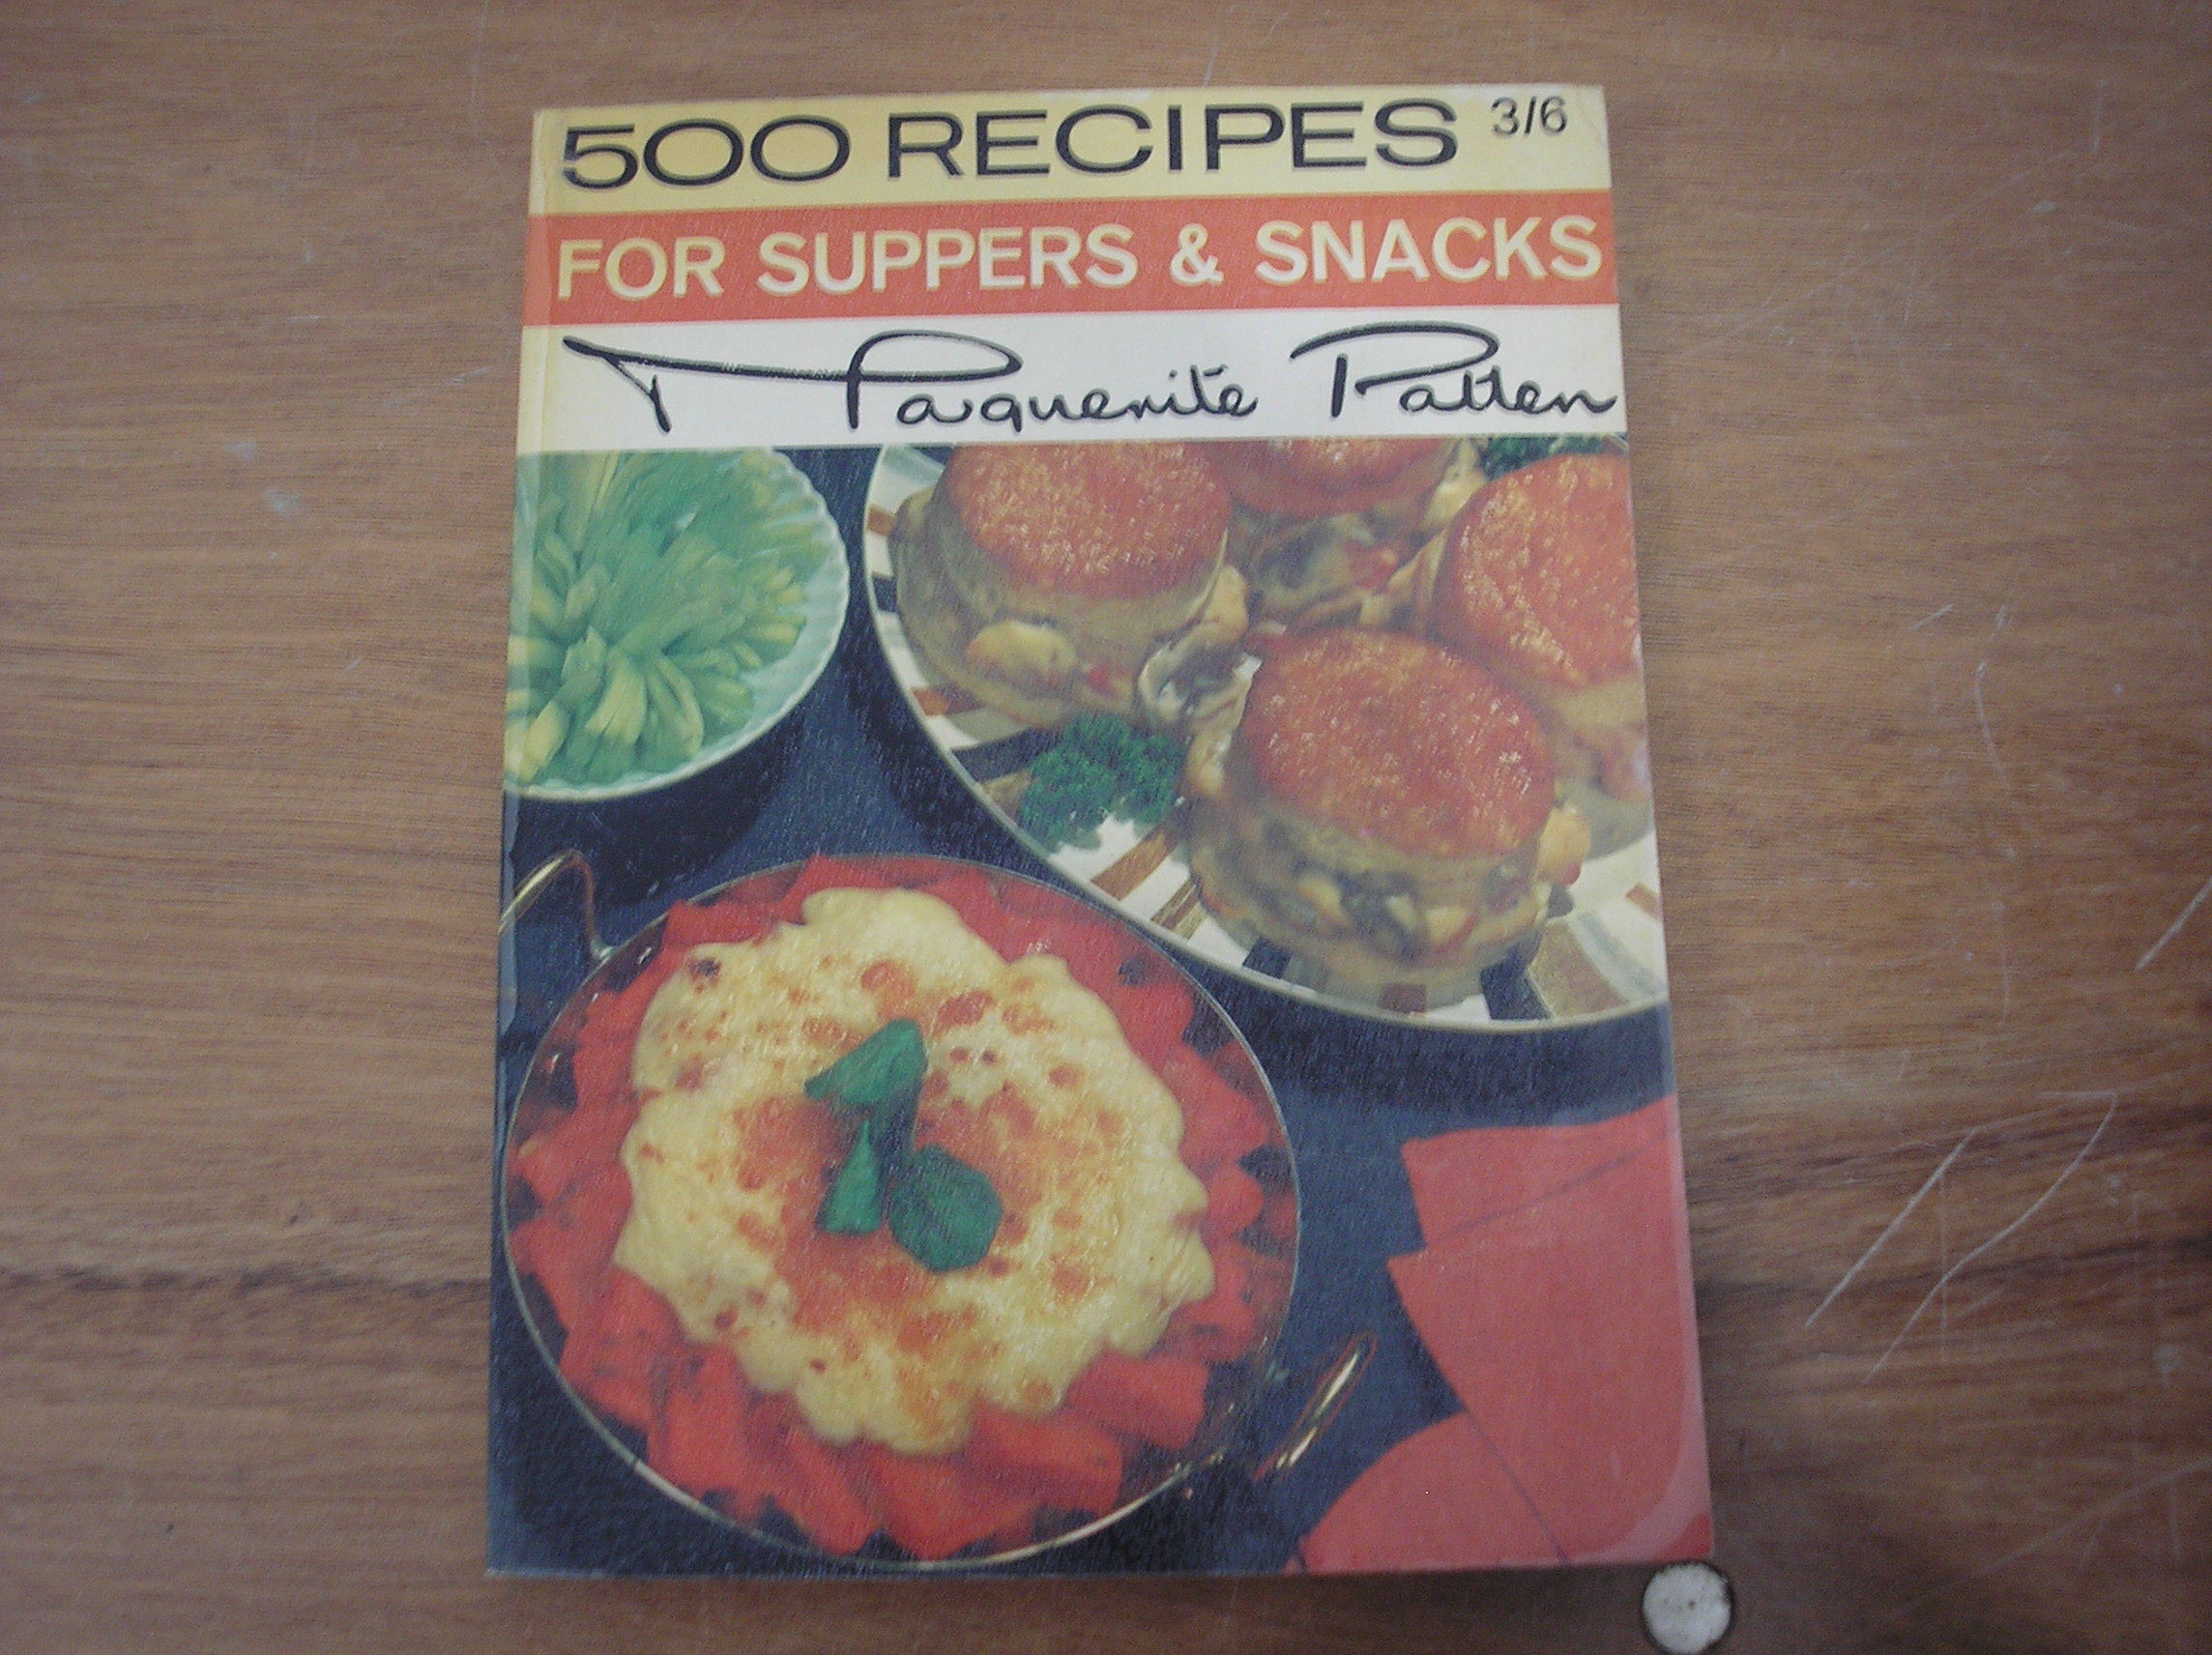 500 RECIPES 3/6
FOR SUPPERS & SNACKS
Marguerite Patten